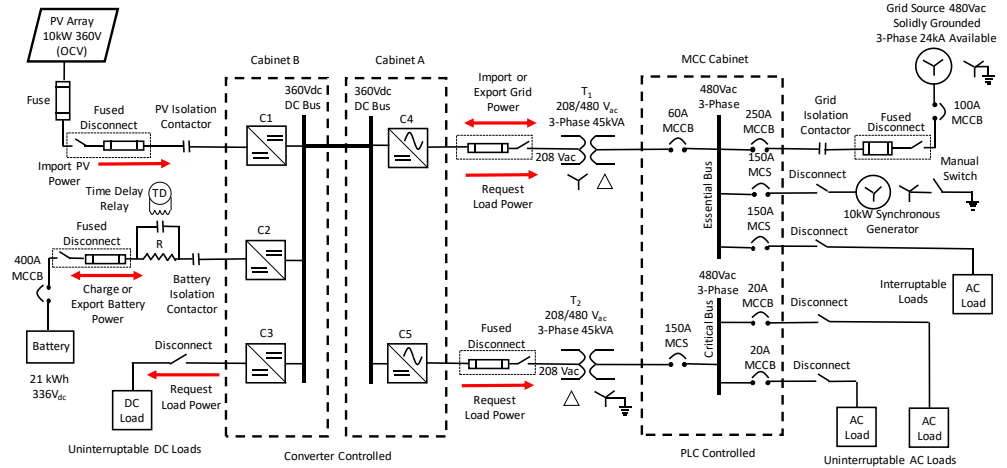 PV Array
10kW 360V
(OCV)
Fuse
Fused
Disconnect
PV Isolation
Contactor
Import PV
Power
Time Delay
Relay
TD
Fused
Disconnect
R
400A
MCCB
Charge or
Export Battery
Power
Battery
Isolation
Contactor
Battery
21 kWh
336Vdc
Disconnect
Request
Load Power
DC
Load
Uninterruptable DC Loads
Cabinet B
360Vdc
DC Bus
C1
C2
C3
Cabinet A
360Vdc
DC Bus
C4
C5
Converter Controlled
Import or
Export Grid
Power
208 Vac
Request
Load Power
T1
208/480 Vac
3-Phase 45kVA
Fused
Disconnect
208 Vac
Request
Load Power
T2
208/480 Vac
3-Phase 45kVA
MCC Cabinet
480Vac
3-Phase
60A
MCCB
250A
MCCB
150A
MCS
150A
MCS
Essential Bus
480Vac
3-Phase
150A
MCS
20A
MCCB
20A
MCCB
Critical Bus
PLC Controlled
Grid Source 480Vac
Solidly Grounded
3-Phase 24kA Available
100A
MCCB
Grid
Isolation
Contactor
Fused
Disconnect
Disconnect
Manual
Switch
10kW Synchronous
Generator
Disconnect
Interruptable
Loads
AC
Load
Disconnect
Disconnect
AC
Load
AC
Load
Uninterruptable AC Loads